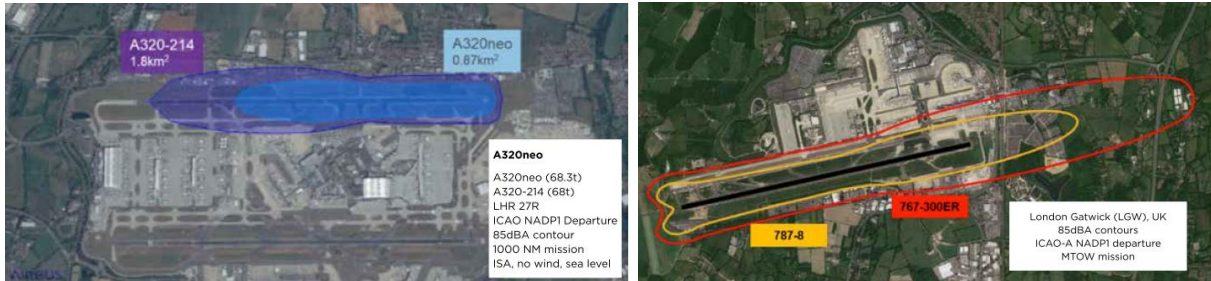 A320-214
1.8km²
A320neo
0.87km²
A320neo
A320neo (68.3t)
A320-214 (68t)
LHR 27R
ICAO NADP1 Departure
85dBA contour
1000 NM mission
ISA, no wind, sea level
AIRBUS
767-300ER
787-8
London Gatwick (LGW), UK
85dBA contours
ICAO-A NADP1 departure
MTOW mission